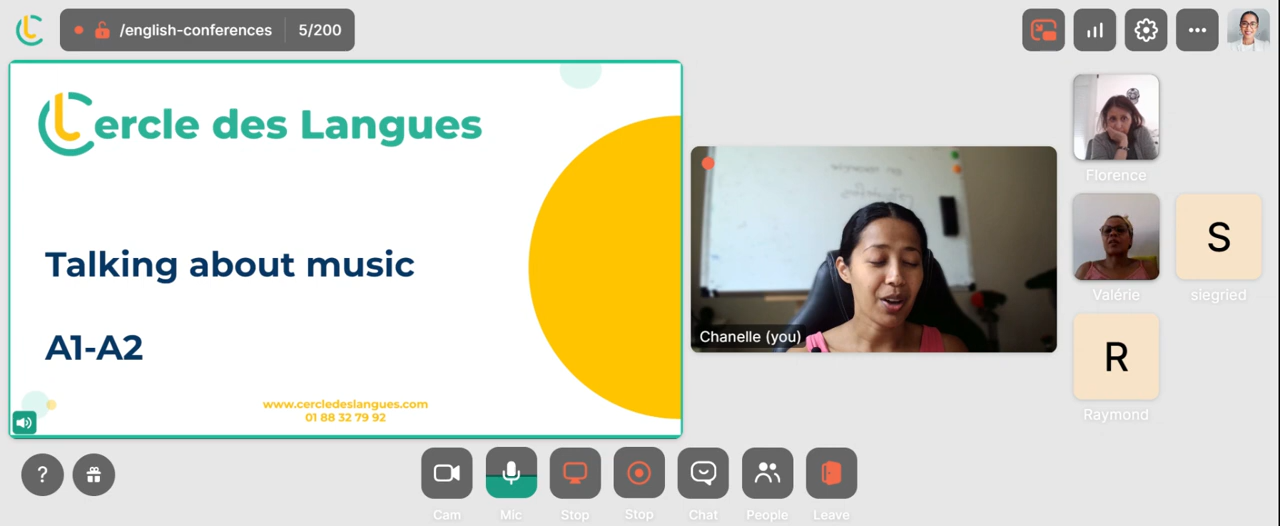 /english-conferences
5/200
Cercle des Langues
Talking about music
A1-A2
www.cercledeslangues.com
01 88 32 79 92
Chanelle (you)
Florence
Valérie
S
siegried
R
Raymond
?
Cam
Mic
Stop
Stop
Chat
People
Leave